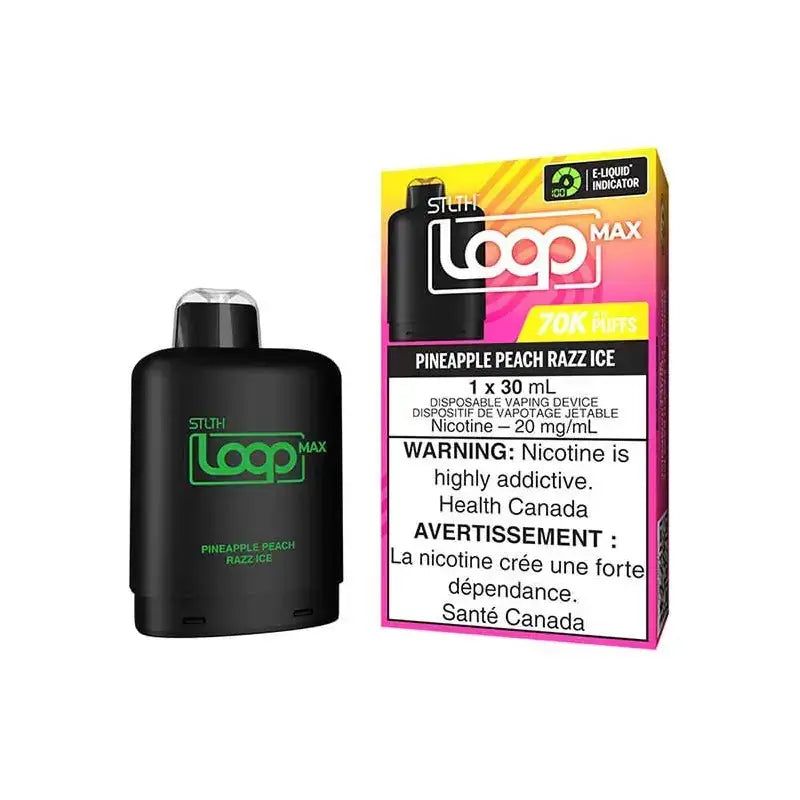 STLTH
Loop MAX
PINEAPPLE PEACH
RAZZ ICE
100
E-LIQUID*
INDICATOR
STLTH
Loop MAX
70K PUFFS
PINEAPPLE PEACH RAZZ ICE
1 x 30 mL
DISPOSABLE VAPING DEVICE
DISPOSITIF DE VAPOTAGE JETABLE
Nicotine – 20 mg/mL
WARNING: Nicotine is
highly addictive.
Health Canada
AVERTISSEMENT :
La nicotine crée une forte
dépendance.
Santé Canada